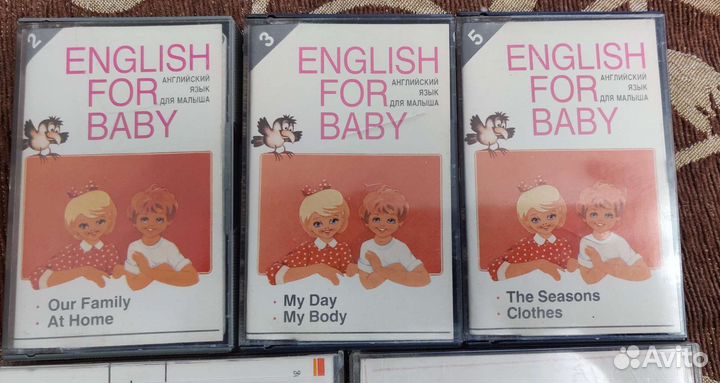 2
ENGLISH
FOR
BABY
АНГЛИЙСКИЙ
ЯЗЫК
ДЛЯ МАЛЫША
· Our Family
· At Home
3
ENGLISH
FOR
BABY
АНГЛИЙСКИЙ
ЯЗЫК
ДЛЯ МАЛЫША
· My Day
· My Body
5
ENGLISH
FOR
BABY
АНГЛИЙСКИЙ
ЯЗЫК
ДЛЯ МАЛЫША
· The Seasons
· Clothes
Avito